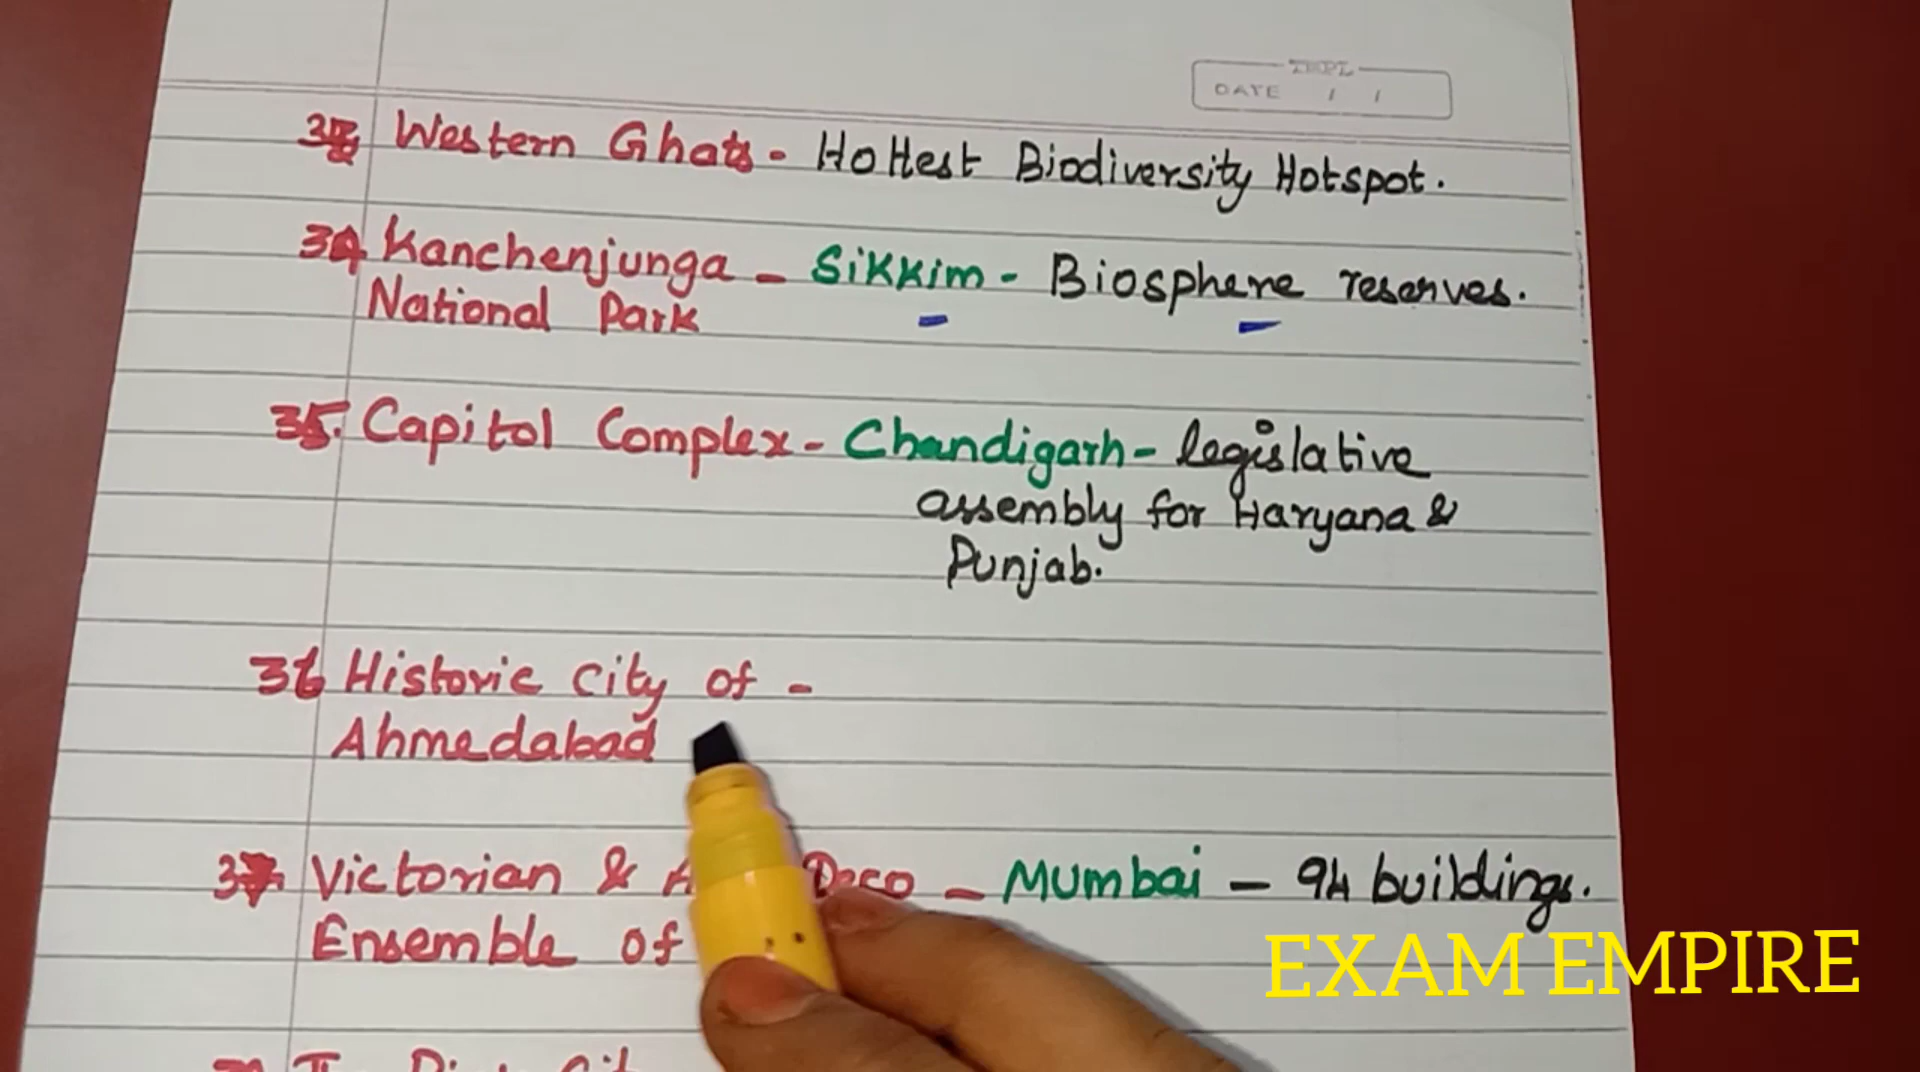 IMPL
DATE / /
33 Western Ghats - Hottest Biodiversity Hotspot.
34 Kanchenjunga - Sikkim - Biosphere reserves.
National Park
35. Capitol Complex - Chandigarh - legislative
assembly for Haryana &
Punjab.
36 Historic City of -
Ahmedabad
37 Victorian & Deco - Mumbai - 94 buildings.
Ensemble of
EXAM EMPIRE